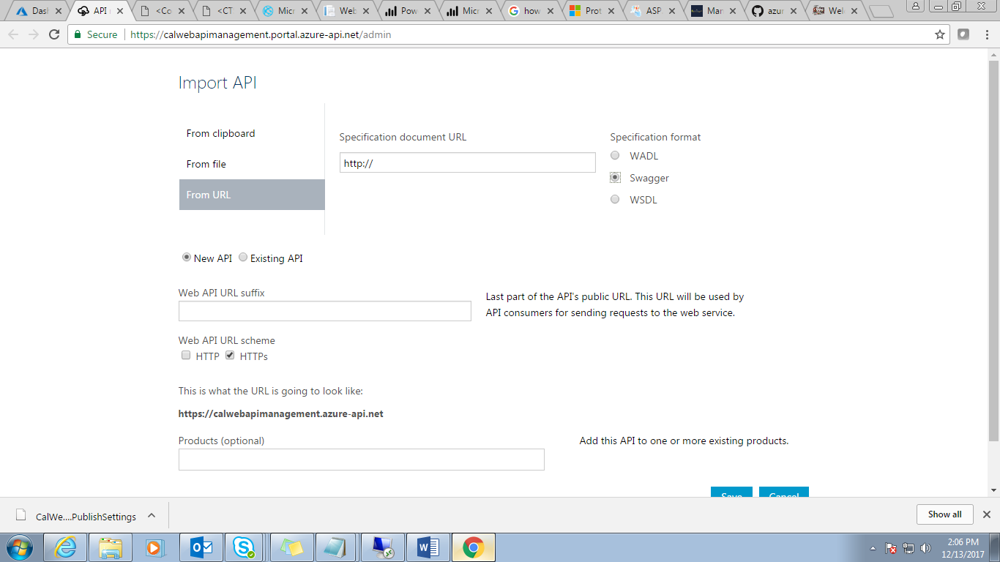 Dash
API
<Co
<CT
Micr
Web
Pow
Micr
how
Prot
ASP.
Man
azur
Wel
Secure
https://calwebapimanagement.portal.azure-api.net/admin
Import API
From clipboard
From file
From URL
Specification document URL
http://
Specification format
WADL
Swagger
WSDL
New API Existing API
Web API URL suffix
Last part of the API's public URL. This URL will be used by
API consumers for sending requests to the web service.
Web API URL scheme
HTTP HTTPs
This is what the URL is going to look like:
https://calwebapimanagement.azure-api.net
Products (optional)
Add this API to one or more existing products.
Save Cancel
CalWe....PublishSettings
Show all
2:06 PM
12/13/2017